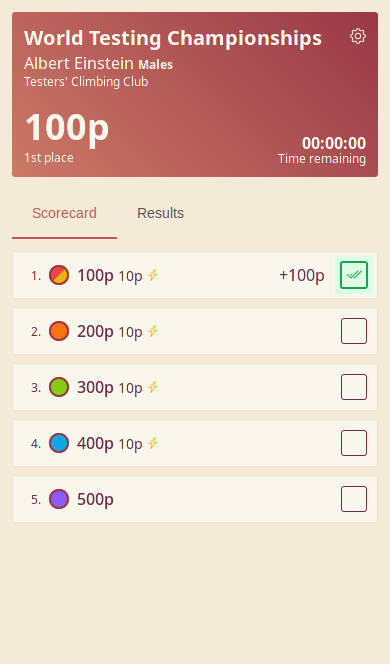 World Testing Championships
Albert Einstein Males
Testers' Climbing Club
100p
1st place
00:00:00
Time remaining
Scorecard Results
1. 100p 10p +100p
2. 200p 10p
3. 300p 10p
4. 400p 10p
5. 500p